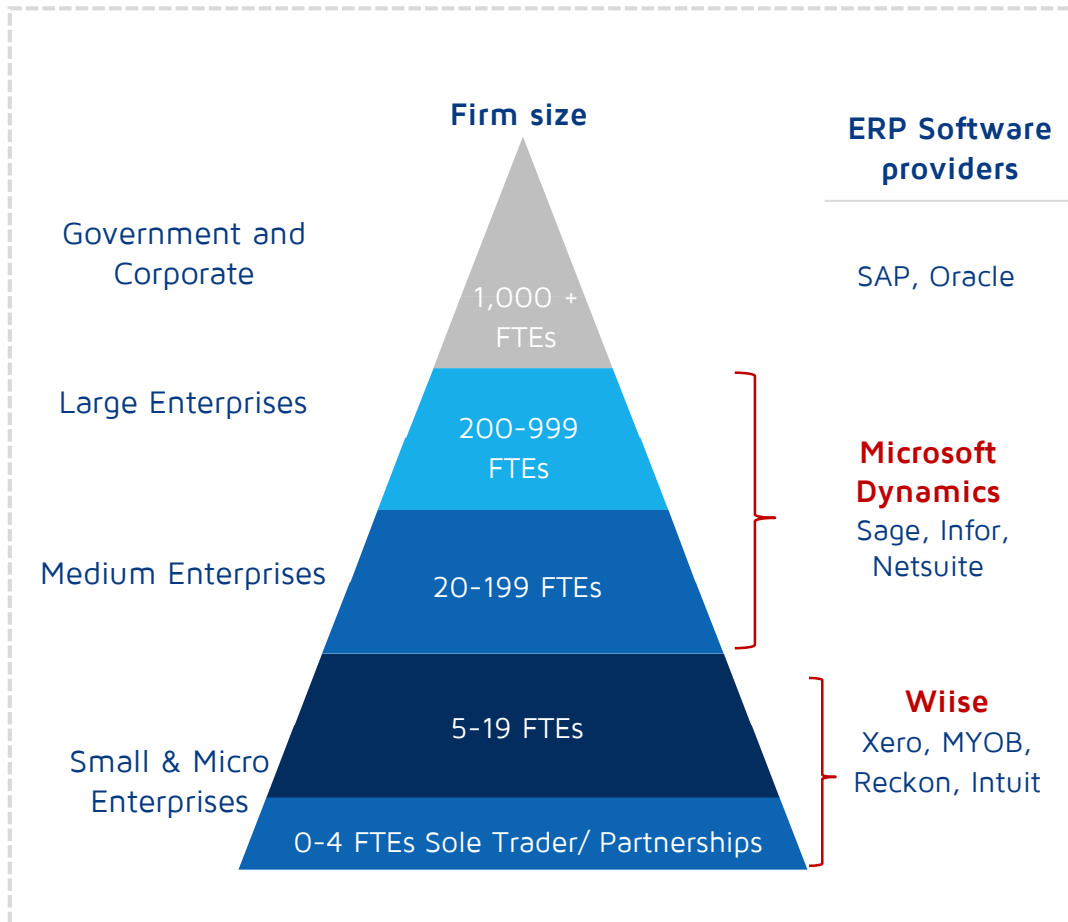 Firm size
ERP Software
providers
Government and
Corporate
1,000 +
FTEs
SAP, Oracle
Large Enterprises
200-999
FTEs
Microsoft
Dynamics
Sage, Infor,
Netsuite
Medium Enterprises
20-199 FTEs
5-19 FTEs
Wiise
Xero, MYOB,
Reckon, Intuit
Small & Micro
Enterprises
0-4 FTEs Sole Trader/ Partnerships